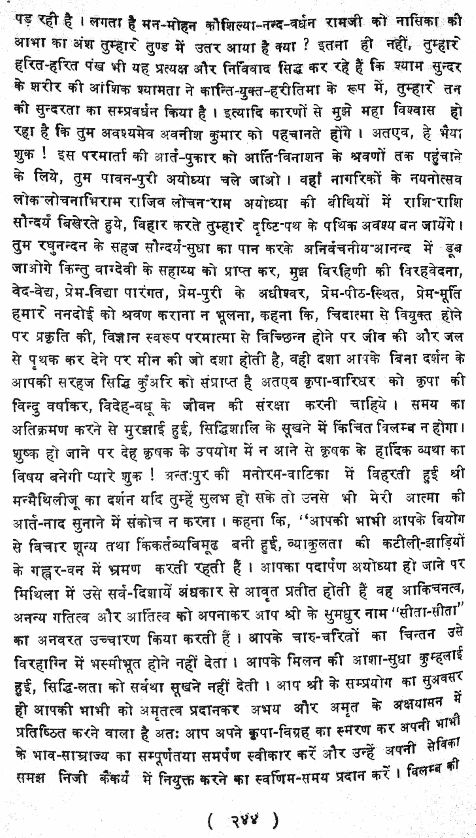 पड़ रही है । लगता है मन-मोहन कौशिल्या-नन्द-वर्धन रामजी को नासिका की
आभा का अंश तुम्हारे तुण्ड में उतर आया है क्या ? इतना ही नहीं, तुम्हारे
हरित-हरित पंख भी यह प्रत्यक्ष और निर्विवाद सिद्ध कर रहे हैं कि श्याम सुन्दर
के शरीर की आंशिक श्यामता ने कान्ति-युक्त-हरीतिमा के रूप में, तुम्हारे तन
की सुन्दरता का सम्प्रवर्धन किया है । इत्यादि कारणों से मुझे महा विश्वास हो
रहा है कि तुम अवश्यमेव अवनीश कुमार को पहचानते होंगे । अतएव, हे भैया
शुक ! इस परमार्ता की आर्त-पुकार को आर्ति-विनाशन के श्रवणों तक पहुंचाने
के लिये, तुम पावन-पुरी अयोध्या चले जाओ । वहाँ नागरिकों के नयनोत्सव
लोक-लोचनाभिराम राजिव लोचन-राम अयोध्या की वीथियों में राशि-राशि
सौन्दर्य बिखेरते हुये, विहार करते तुम्हारे दृष्टि-पथ के पथिक अवश्य बन जायेंगे ।
तुम रघुनन्दन के सहज सौन्दर्य-सुधा का पान करके अनिर्वचनीय-आनन्द में डूब
जाओगे किन्तु वाग्देवी के सहाय्य को प्राप्त कर, मुझ विरहिणी की विरहवेदना,
वेद-वेद्य, प्रेम-विद्या पारंगत, प्रेम-पुरी के अधीश्वर, प्रेम-पीठ-स्थित, प्रेम-मूर्ति
हमारे ननदोई को श्रवण कराना न भूलना, कहना कि, चिदात्मा से वियुक्त होने
पर प्रकृति की, विज्ञान स्वरूप परमात्मा से विच्छिन्न होने पर जीव की और जल
से पृथक कर देने पर मीन की जो दशा होती है, वही दशा आपके बिना दर्शन के
आपकी सरहज सिद्धि कुँअरि को संप्राप्त है अतएव कृपा-वारिधर को कृपा की
विन्दु वर्षाकर, विदेह-वधू के जीवन की संरक्षा करनी चाहिये । समय का
अतिक्रमण करने से मुरझाई हुई, सिद्धिशालि के सूखने में किंचित विलम्ब न होगा ।
शुष्क हो जाने पर देह कृषक के उपयोग में न आने से कृषक के हार्दिक व्यथा का
विषय बनेगी प्यारे शुक ! अन्तःपुर की मनोरम-वाटिका में विहरती हुई श्री
मन्मैथिलीजू का दर्शन यदि तुम्हें सुलभ हो सके तो उनसे भी मेरी आत्मा की
आर्त-नाद सुनाने में संकोच न करना । कहना कि, "आपकी भाभी आपके वियोग
से विचार शून्य तथा किंकर्तव्यविमूढ बनी हुई, व्याकुलता की कटीली-झाड़ियों
के गह्वर-वन में भ्रमण करती रहती हैं । आपका पदार्पण अयोध्या हो जाने पर
मिथिला में उसे सर्व-दिशायें अंधकार से आवृत प्रतीत होती हैं वह आकिंचनत्व,
अनन्य गतित्व और आर्तित्व को अपनाकर आप श्री के सुमधुर नाम "सीता-सीता"
का अनवरत उच्चारण किया करती हैं । आपके चारु-चरित्रों का चिन्तन उसे
विरहाग्नि में भस्मीभूत होने नहीं देता । आपके मिलन की आशा-सुधा कुम्हलाई
हुई, सिद्धि-लता को सर्वथा सूखने नहीं देती । आप श्री के सम्प्रयोग का सुअवसर
ही आपकी भाभी को अमृतत्व प्रदानकर अभय और अमृत के अक्षयधाम में
प्रतिष्ठित करने वाला है अतः आप अपने कृपा-विग्रह का स्मरण कर अपनी भाभी
के भाव-साम्राज्य का सम्पूर्णतया समर्पण स्वीकार करें और उन्हें अपनी सेविका
समझ निजी कैंकर्य में नियुक्त करने का स्वर्णिम-समय प्रदान करें । विलम्ब की
( २४४ )